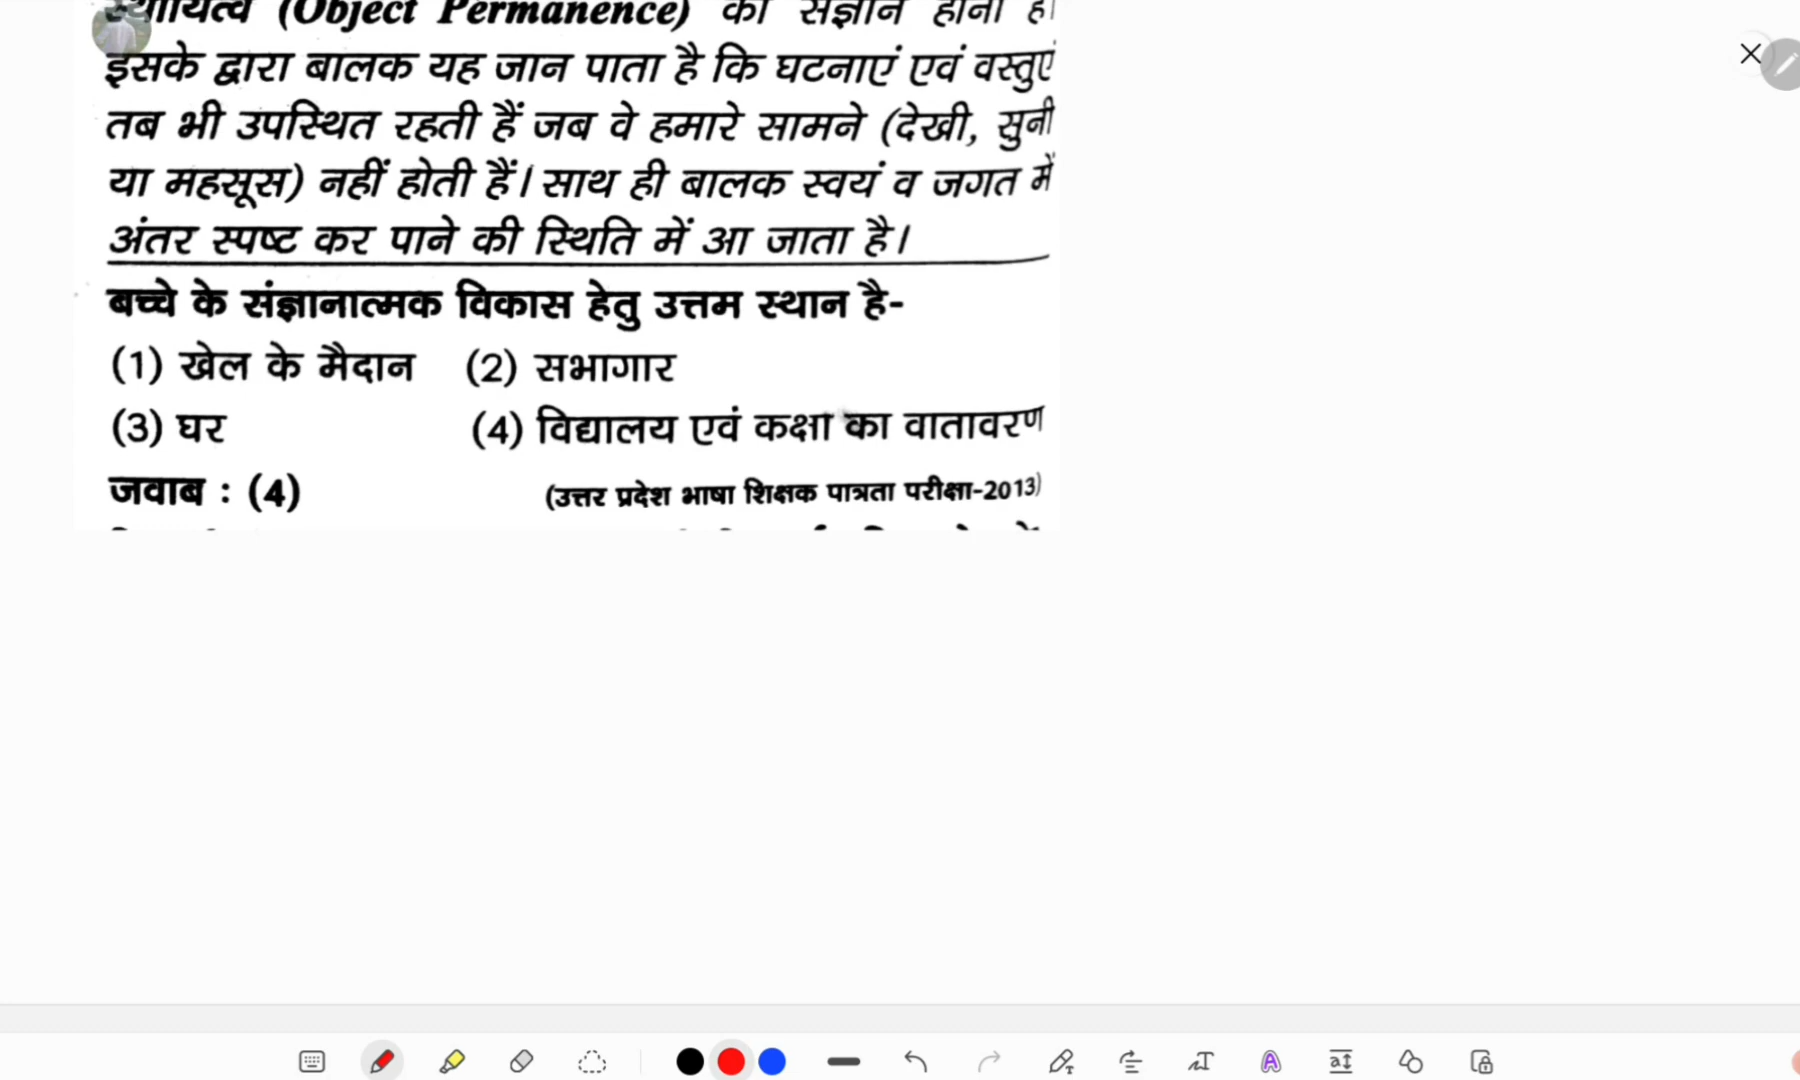 स्थायित्व (Object Permanence) का संज्ञान होना है।
इसके द्वारा बालक यह जान पाता है कि घटनाएं एवं वस्तुएं
तब भी उपस्थित रहती हैं जब वे हमारे सामने (देखी, सुनी
या महसूस) नहीं होती हैं। साथ ही बालक स्वयं व जगत में
अंतर स्पष्ट कर पाने की स्थिति में आ जाता है।
बच्चे के संज्ञानात्मक विकास हेतु उत्तम स्थान है-
(1) खेल के मैदान (2) सभागार
(3) घर (4) विद्यालय एवं कक्षा का वातावरण
जवाब : (4) (उत्तर प्रदेश भाषा शिक्षक पात्रता परीक्षा-2013)